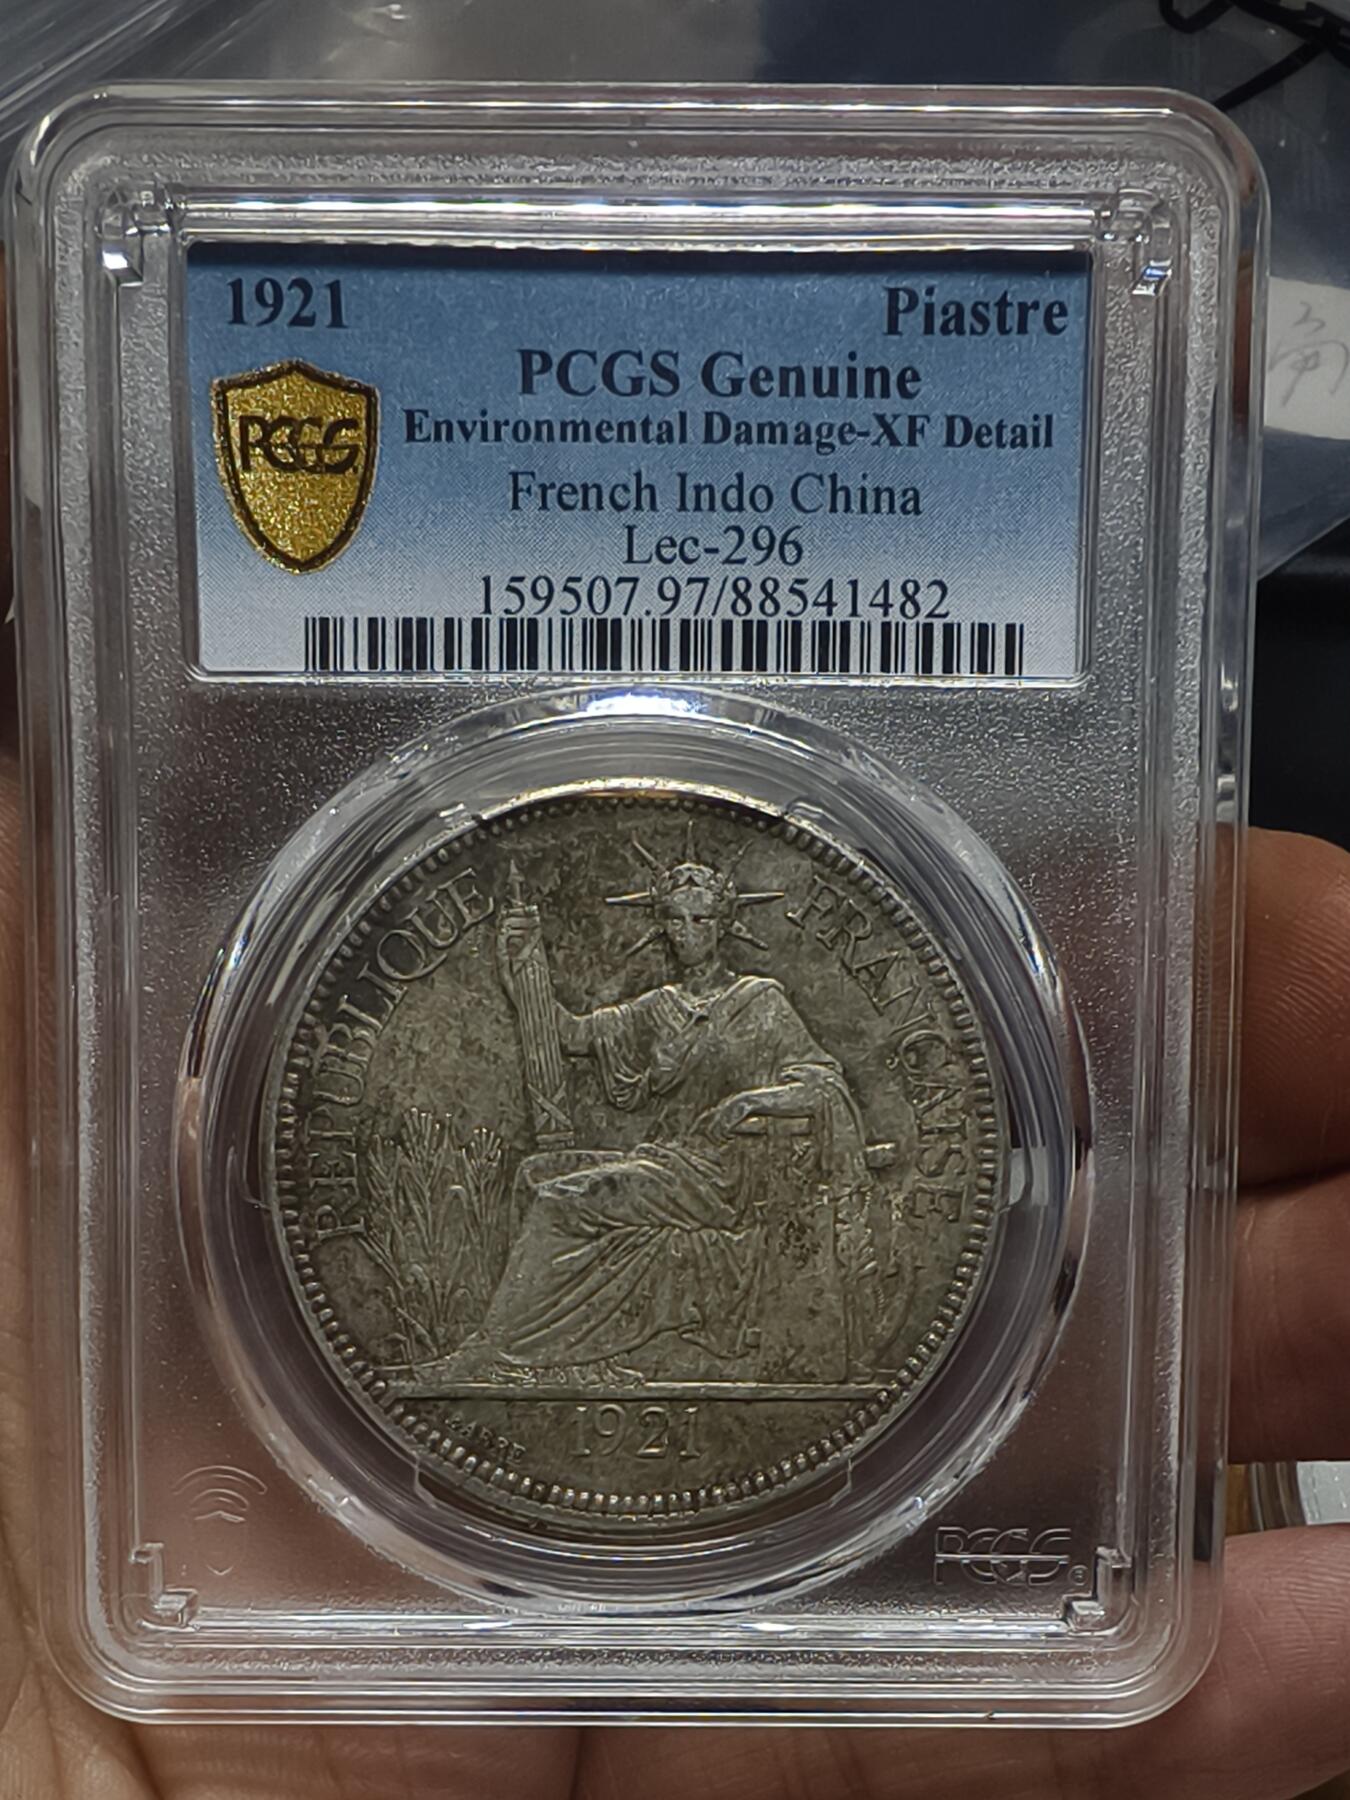 1921 Piastre
PCGS Genuine
PCGS
Environmental Damage-XF Detail
French Indo China
Lec-296
159507.97/88541482
REPUBLIQUE FRANÇAISE
1921
PCGS